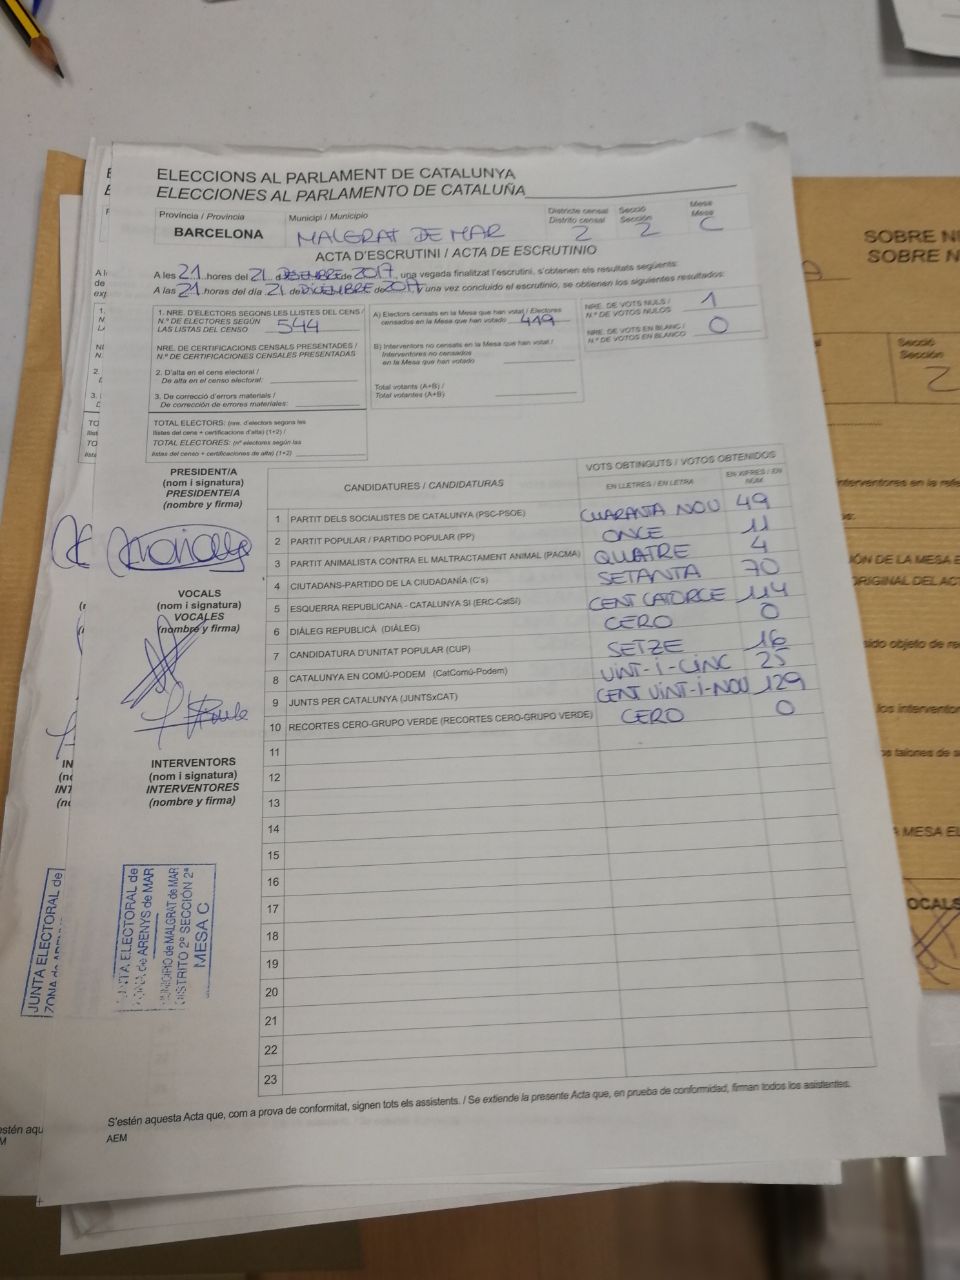 ELECCIONS AL PARLAMENT DE CATALUNYA
ELECCIONES AL PARLAMENTO DE CATALUÑA
Província / Provincia
BARCELONA
Municipi / Municipio
MALGRAT DE MAR
Districte censal
Distrito censal
2
Secció
Sección
2
Mesa
Mesa
C
ACTA D'ESCRUTINI / ACTA DE ESCRUTINIO
A les 21 hores del 21 d DESEMBRE de 2017, una vegada finalitzat l'escrutini, s'obtenen els resultats següents:
A las 21 horas del día 21 de DICIEMBRE de 2017 una vez concluido el escrutinio, se obtienen los siguientes resultados:
1. NRE. D'ELECTORS SEGONS LES LLISTES DEL CENS /
N.º DE ELECTORES SEGÚN
LAS LISTAS DEL CENSO 544
NRE. DE CERTIFICACIONS CENSALS PRESENTADES /
N.º DE CERTIFICACIONES CENSALES PRESENTADAS
2. D'alta en el cens electoral /
De alta en el censo electoral:
3. De correcció d'errors materials /
De corrección de errores materiales:
TOTAL ELECTORS: (nre. d'electors segons les
llistes del cens + certificacions d'alta) (1+2) /
TOTAL ELECTORES: (nº electores según las
listas del censo + certificaciones de alta) (1+2)
A) Electors censats en la Mesa que han votat / Electores
censados en la Mesa que han votado 419
B) Interventors no censats en la Mesa que han votat /
Interventores no censados
en la Mesa que han votado
Total votants (A+B) /
Total votantes (A+B)
NRE. DE VOTS NULS /
N.º DE VOTOS NULOS 1
NRE. DE VOTS EN BLANC /
N.º DE VOTOS EN BLANCO 0
PRESIDENT/A
(nom i signatura)
PRESIDENTE/A
(nombre y firma)
VOCALS
(nom i signatura)
VOCALES
(nombre y firma)
INTERVENTORS
(nom i signatura)
INTERVENTORES
(nombre y firma)
CANDIDATURES / CANDIDATURAS
VOTS OBTINGUTS / VOTOS OBTENIDOS
EN LLETRES / EN LETRA
EN XIFRES / EN NÚM.
1 PARTIT DELS SOCIALISTES DE CATALUNYA (PSC-PSOE) CUARANTA NOU 49
2 PARTIT POPULAR / PARTIDO POPULAR (PP) ONCE 11
3 PARTIT ANIMALISTA CONTRA EL MALTRACTAMENT ANIMAL (PACMA) QUATRE 4
4 CIUTADANS-PARTIDO DE LA CIUDADANÍA (C's) SETANTA 70
5 ESQUERRA REPUBLICANA - CATALUNYA SI (ERC-CatSí) CENT CATORCE 114
6 DIÀLEG REPUBLICÀ (DIÀLEG) CERO 0
7 CANDIDATURA D'UNITAT POPULAR (CUP) SETZE 16
8 CATALUNYA EN COMÚ-PODEM (CatComú-Podem) VINT-I-CINC 25
9 JUNTS PER CATALUNYA (JUNTSxCAT) CENT VINT-I-NOU 129
10 RECORTES CERO-GRUPO VERDE (RECORTES CERO-GRUPO VERDE) CERO 0
11
12
13
14
15
16
17
18
19
20
21
22
23
JUNTA ELECTORAL de
ZONA de ARENYS de MAR
MUNICIPIO de MALGRAT de MAR
DISTRITO 2º SECCIÓN 2ª
MESA C
S'estén aquesta Acta que, com a prova de conformitat, signen tots els assistents. / Se extiende la presente Acta que, en prueba de conformidad, firman todos los asistentes.
AEM
JUNTA ELECTORAL de
SOBRE
SOBRE
Secció
Sección
2
DE LA MESA
MESA